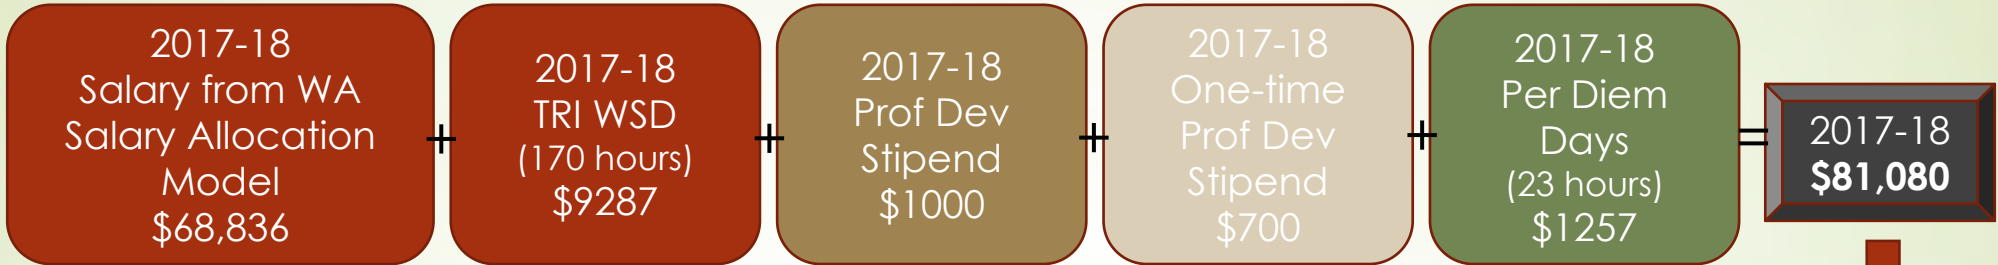 2017-18
Salary from WA
Salary Allocation
Model
$68,836
+
2017-18
TRI WSD
(170 hours)
$9287
+
2017-18
Prof Dev
Stipend
$1000
+
2017-18
One-time
Prof Dev
Stipend
$700
+
2017-18
Per Diem
Days
(23 hours)
$1257
=
2017-18
$81,080